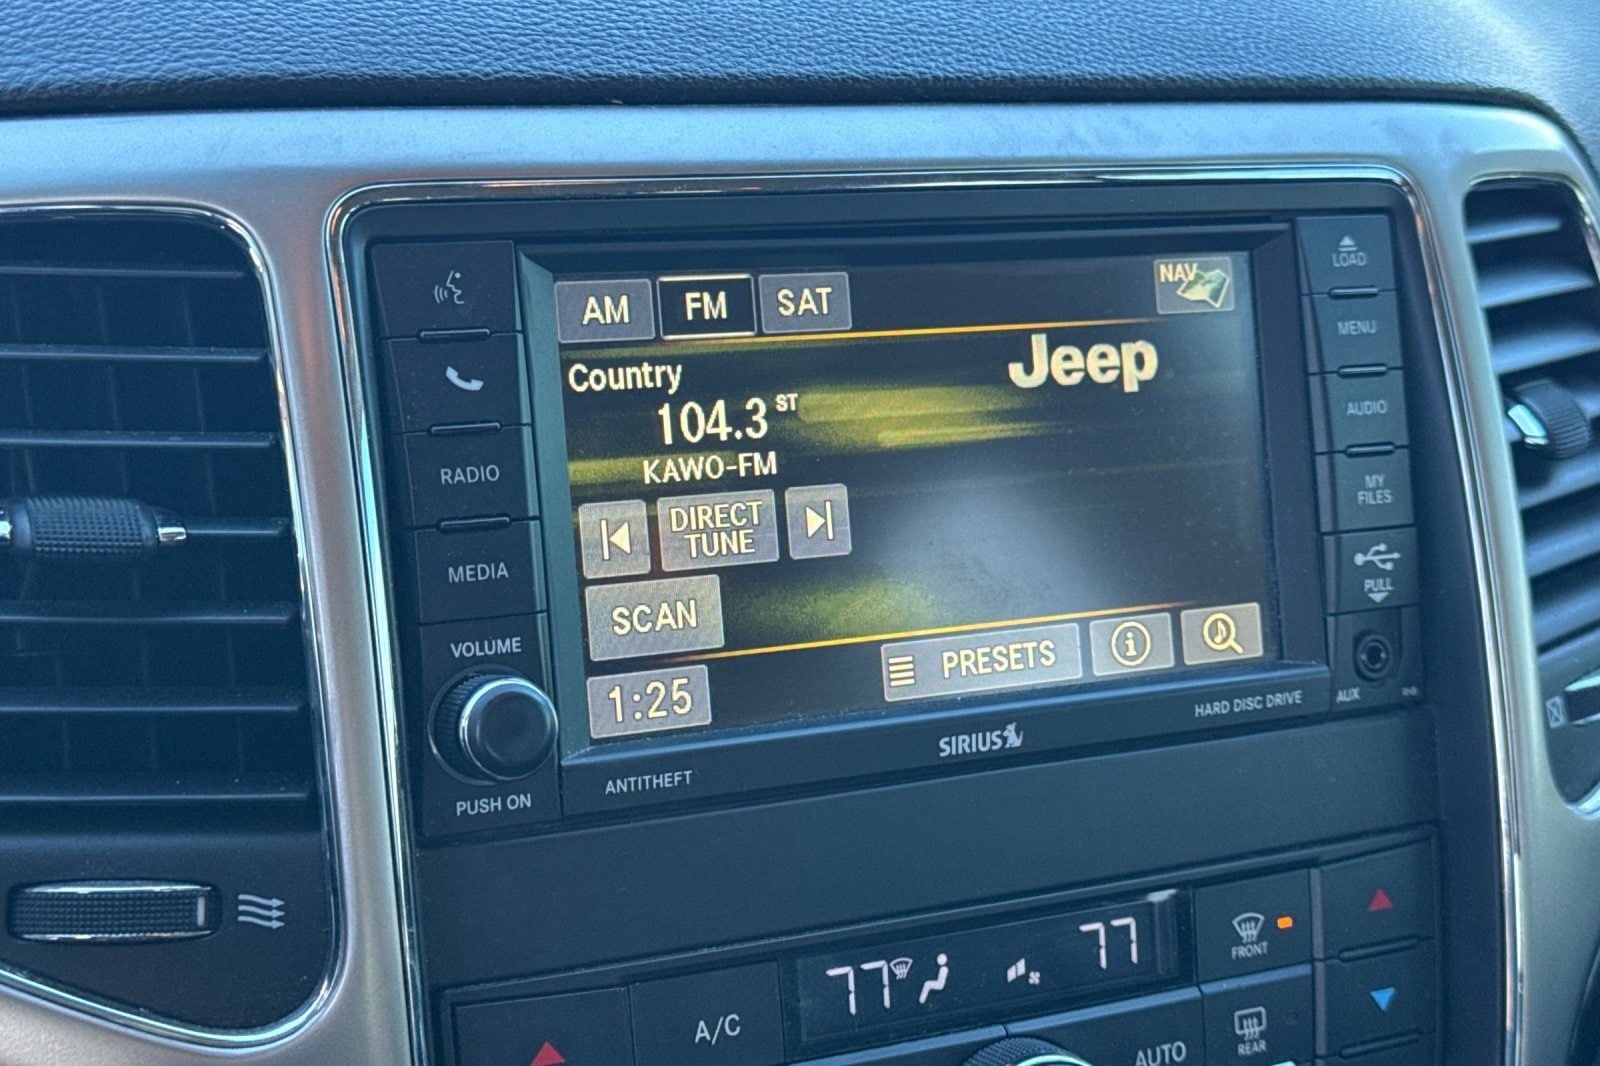 AM
FM
SAT
NAV
Jeep
Country
104.3 ST
KAWO-FM
DIRECT
TUNE
SCAN
1:25
PRESETS
RADIO
MEDIA
VOLUME
PUSH ON
ANTITHEFT
SIRIUS
HARD DISC DRIVE
LOAD
MENU
AUDIO
MY
FILES
PULL
AUX
RHB
77
77
FRONT
A/C
AUTO
REAR